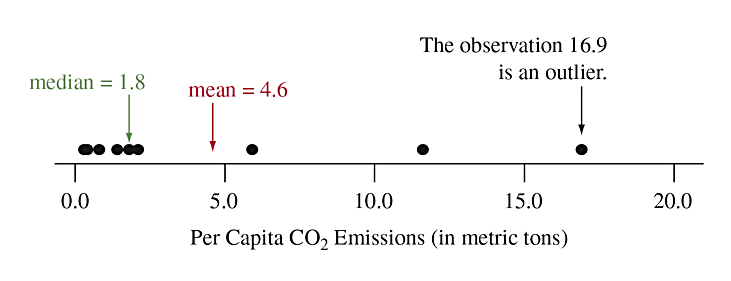 The observation 16.9
is an outlier.
median = 1.8
mean = 4.6
0.0 5.0 10.0 15.0 20.0
Per Capita CO₂ Emissions (in metric tons)